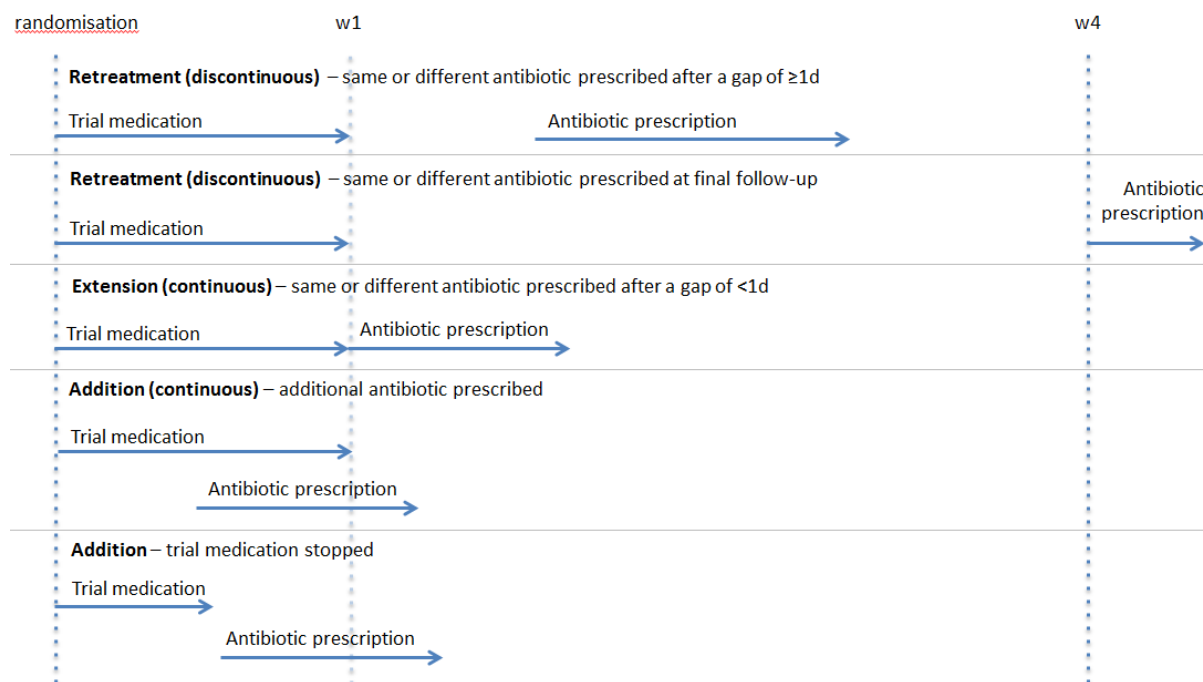 randomisation w1 w4
Retreatment (discontinuous) – same or different antibiotic prescribed after a gap of ≥1d
Trial medication Antibiotic prescription
Retreatment (discontinuous) – same or different antibiotic prescribed at final follow-up
Antibiotic
prescription
Trial medication
Extension (continuous) – same or different antibiotic prescribed after a gap of <1d
Trial medication Antibiotic prescription
Addition (continuous) – additional antibiotic prescribed
Trial medication
Antibiotic prescription
Addition – trial medication stopped
Trial medication
Antibiotic prescription